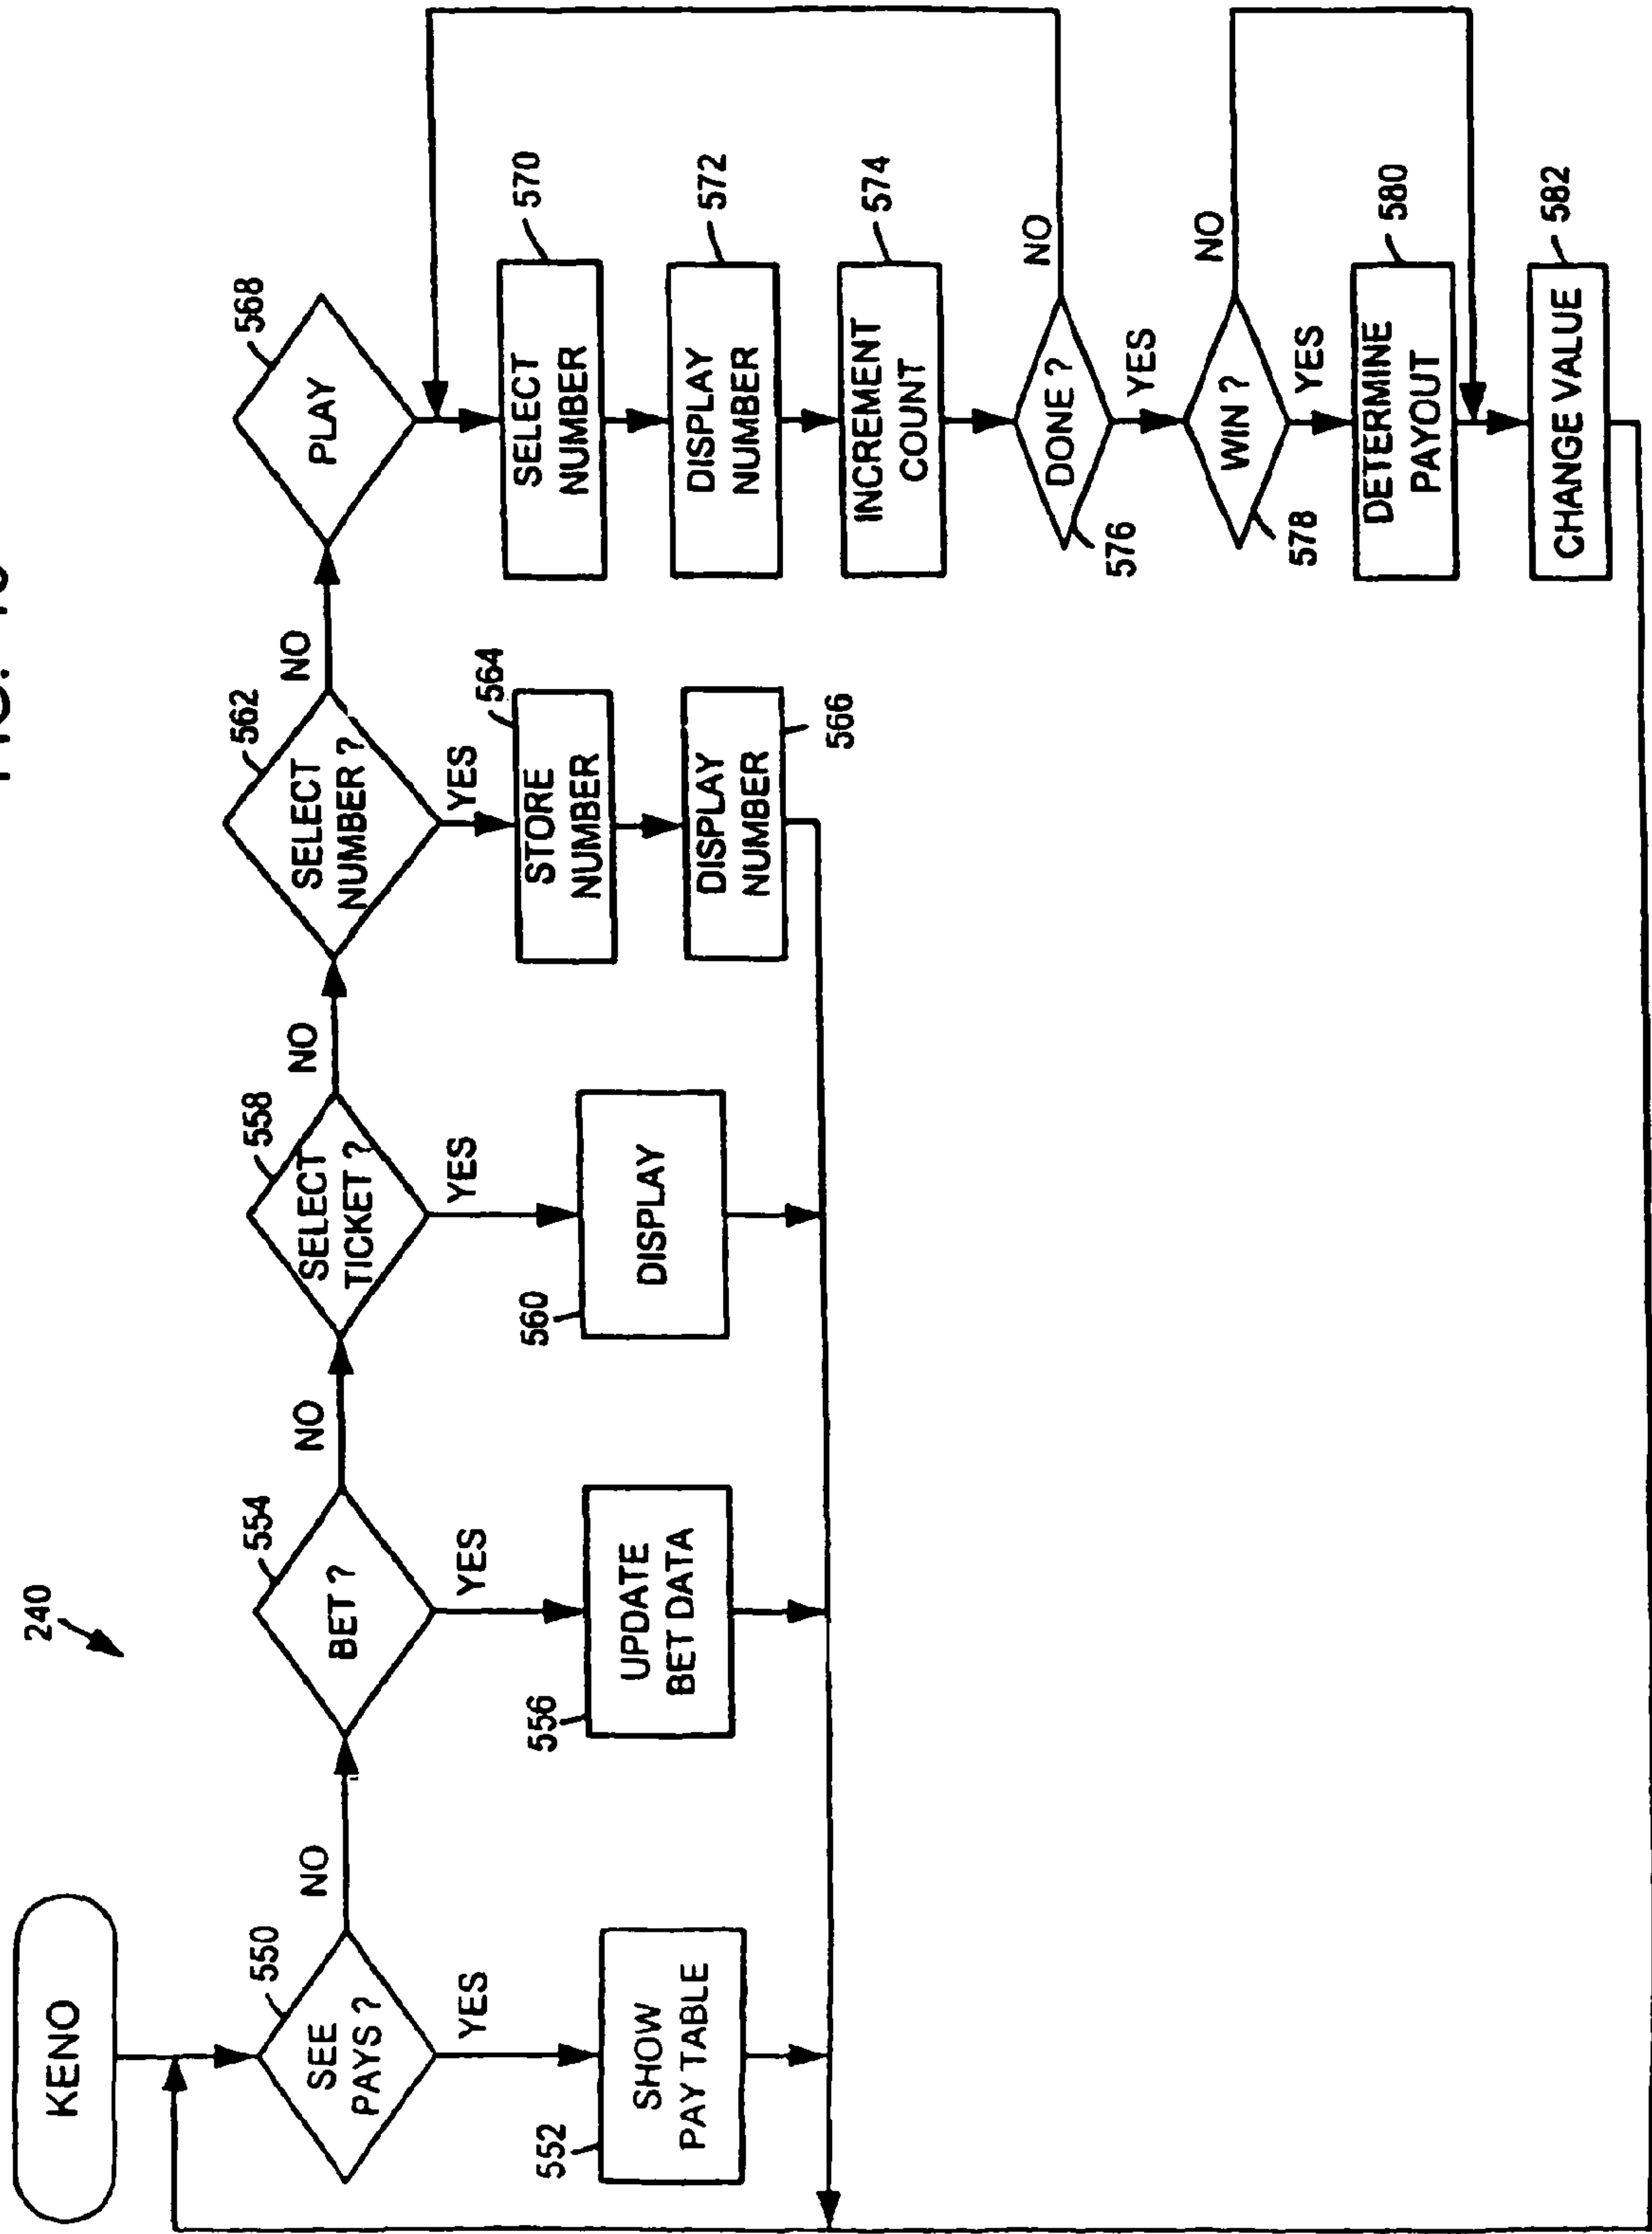 240
KENO
SEE
PAYS ?
550
YES
NO
SHOW
PAY TABLE
552
BET ?
554
YES
NO
UPDATE
BET DATA
556
SELECT
TICKET ?
558
YES
NO
DISPLAY
560
SELECT
NUMBER ?
562
YES
NO
STORE
NUMBER
564
DISPLAY
NUMBER
566
PLAY
568
SELECT
NUMBER
570
DISPLAY
NUMBER
572
INCREMENT
COUNT
574
DONE ?
576
NO
YES
WIN ?
578
NO
YES
DETERMINE
PAYOUT
580
CHANGE VALUE
582